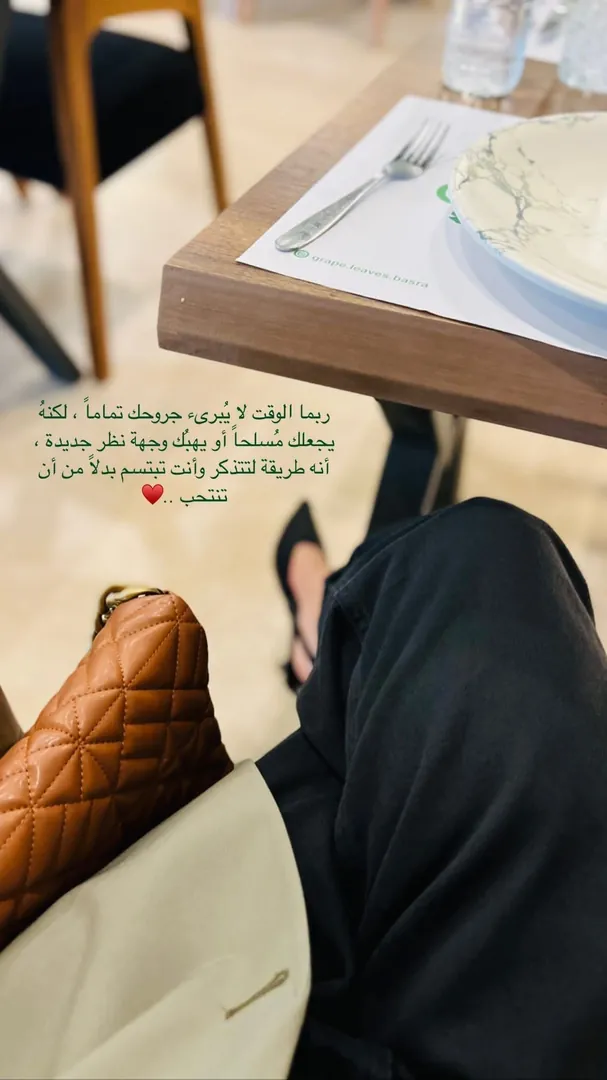 grape.leaves.basra
ربما الوقت لا يُبرىء جروحك تماماً ، لكنهُ
يجعلك مُسلحاً أو يهبُك وجهة نظر جديدة ،
أنه طريقة لتتذكر وأنت تبتسم بدلاً من أن
تنتحب ..♥️